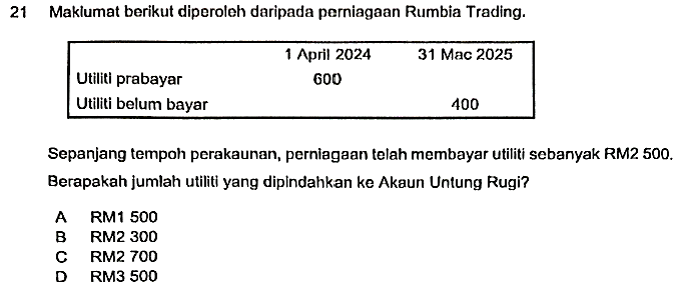 21 Maklumat berikut diperoleh daripada perniagaan Rumbia Trading.
1 April 2024 31 Mac 2025
Utiliti prabayar 600
Utiliti belum bayar 400
Sepanjang tempoh perakaunan, perniagaan telah membayar utiliti sebanyak RM2 500.
Berapakah jumlah utiliti yang dipindahkan ke Akaun Untung Rugi?
A RM1 500
B RM2 300
C RM2 700
D RM3 500